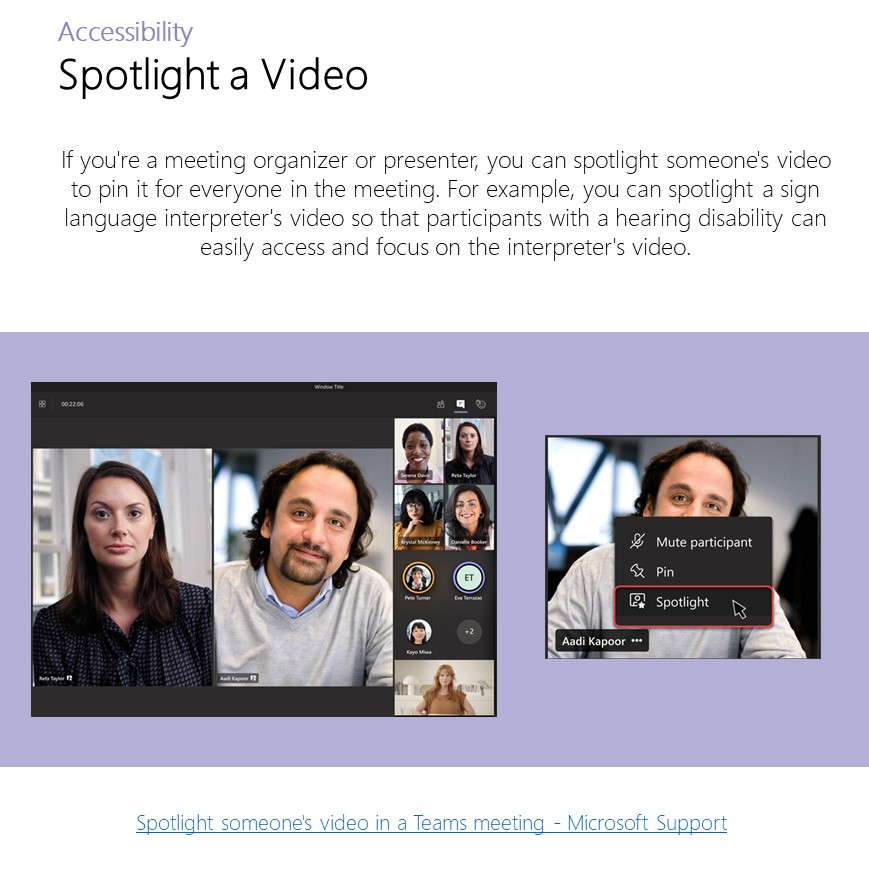 Accessibility
Spotlight a Video
If you're a meeting organizer or presenter, you can spotlight someone's video
to pin it for everyone in the meeting. For example, you can spotlight a sign
language interpreter's video so that participants with a hearing disability can
easily access and focus on the interpreter's video.
Window Title
00:22:06
Serena Davis
Reta Taylor
Krystal McKinney
Danielle Booker
Pete Turner
ET
Eva Terrazas
Kayo Miwa
+2
Reta Taylor
Aadi Kapoor
Mute participant
Pin
Spotlight
Aadi Kapoor •••
Spotlight someone's video in a Teams meeting - Microsoft Support